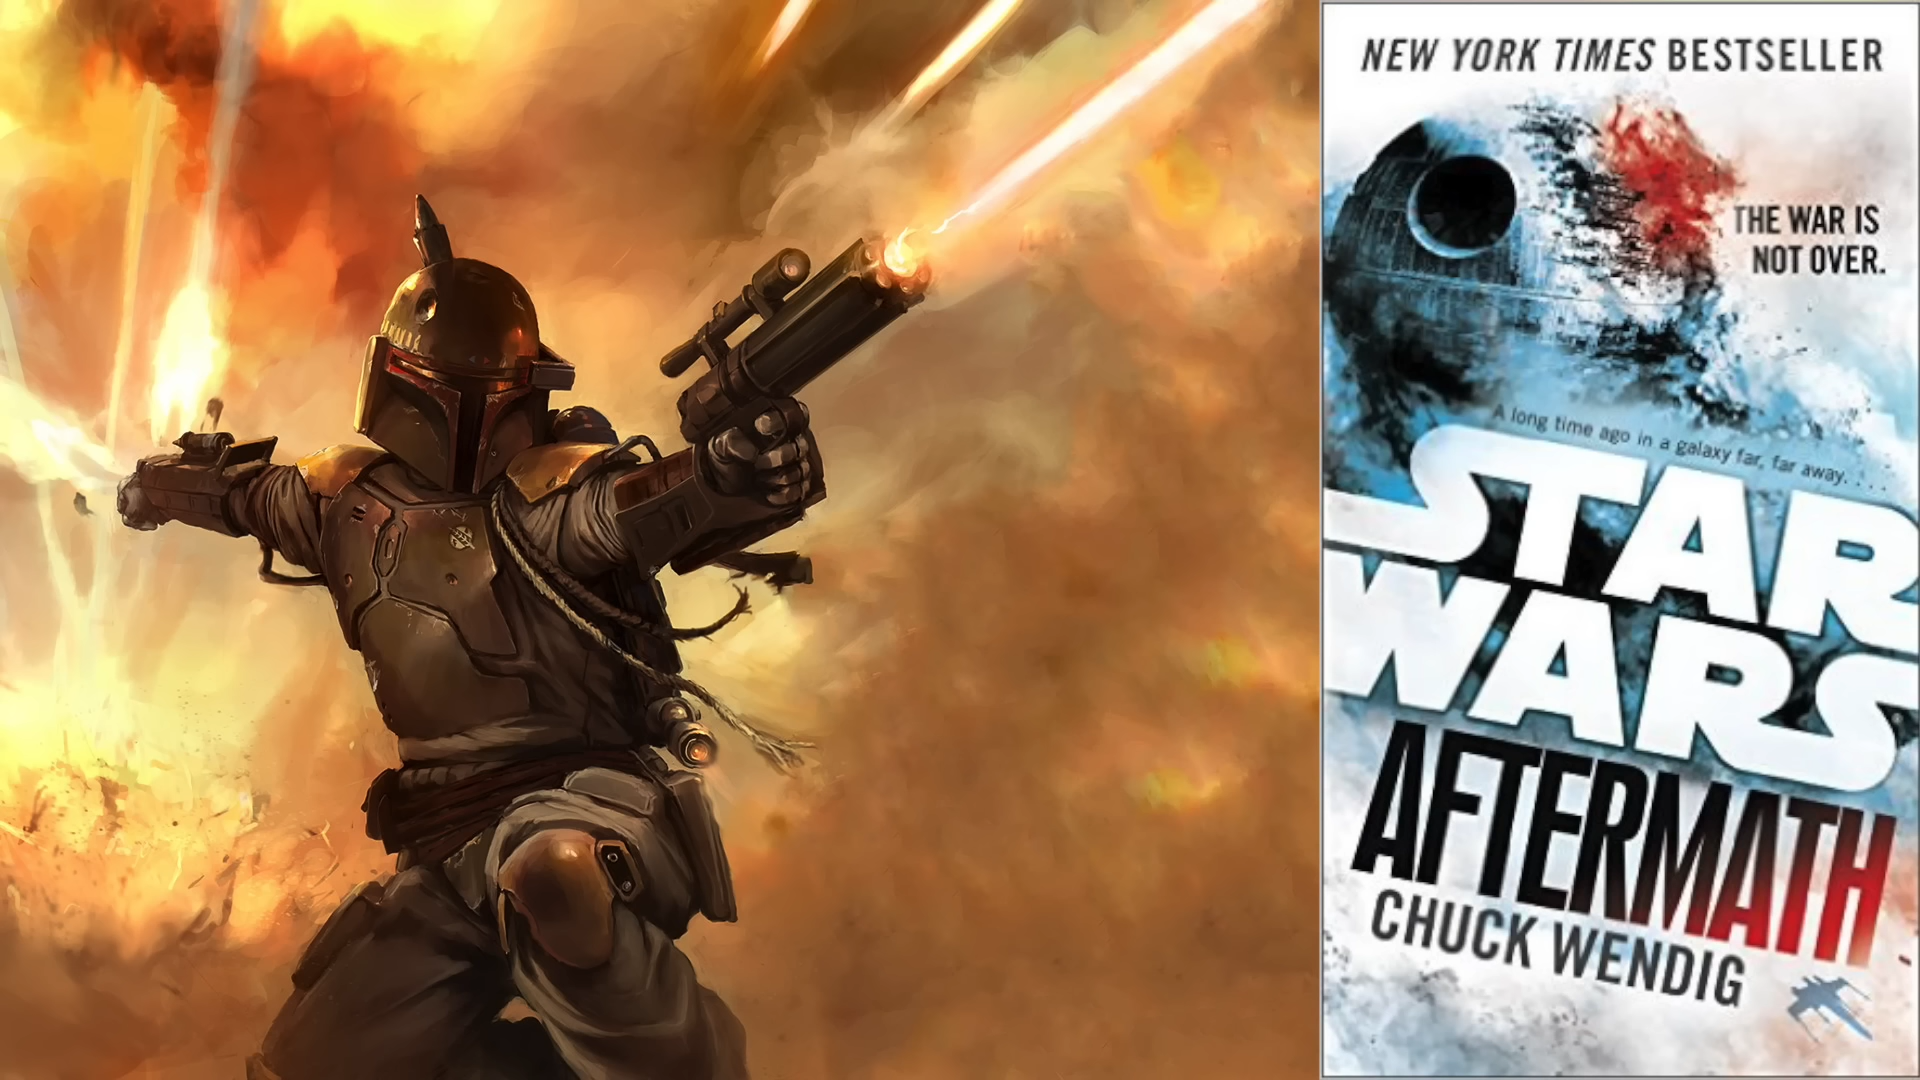 NEW YORK TIMES BESTSELLER
THE WAR IS
NOT OVER.
A long time ago in a galaxy far, far away. . . .
STAR
WARS
AFTERMATH
CHUCK WENDIG